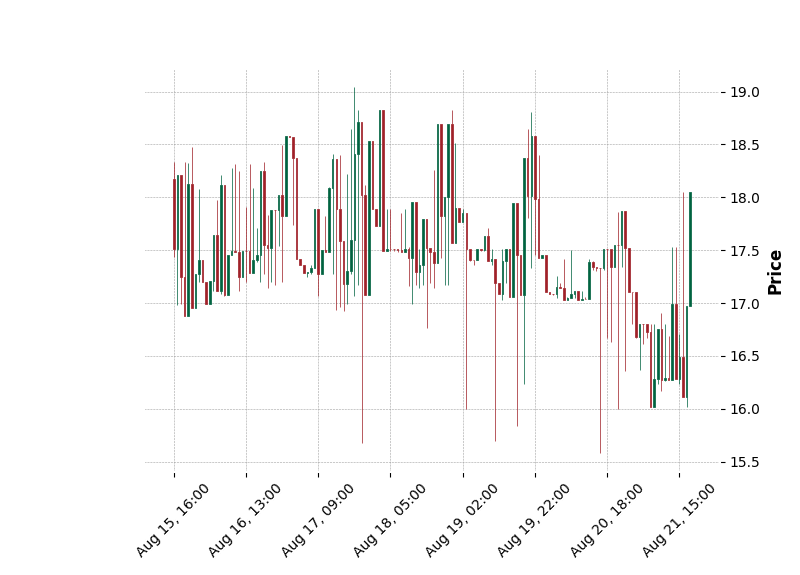 19.0
18.5
18.0
17.5
17.0
16.5
16.0
15.5
Price
Aug 15, 16:00
Aug 16, 13:00
Aug 17, 09:00
Aug 18, 05:00
Aug 19, 02:00
Aug 19, 22:00
Aug 20, 18:00
Aug 21, 15:00